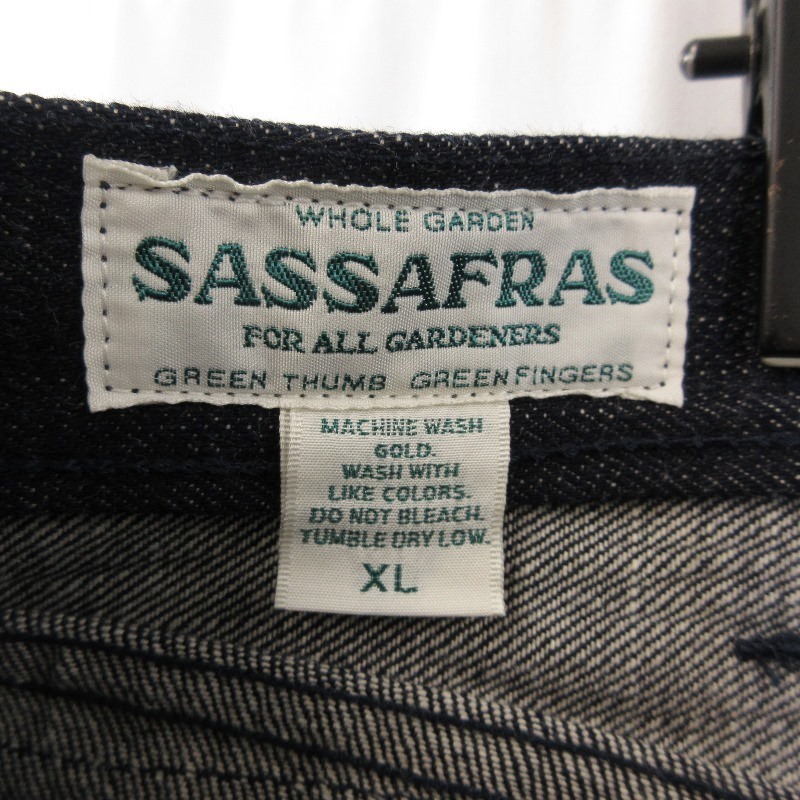 WHOLE GARDEN
SASSAFRAS
FOR ALL GARDENERS
GREEN THUMB GREENFINGERS
MACHINE WASH
GOLD.
WASH WITH
LIKE COLORS.
DO NOT BLEACH.
TUMBLE DRY LOW.
XL